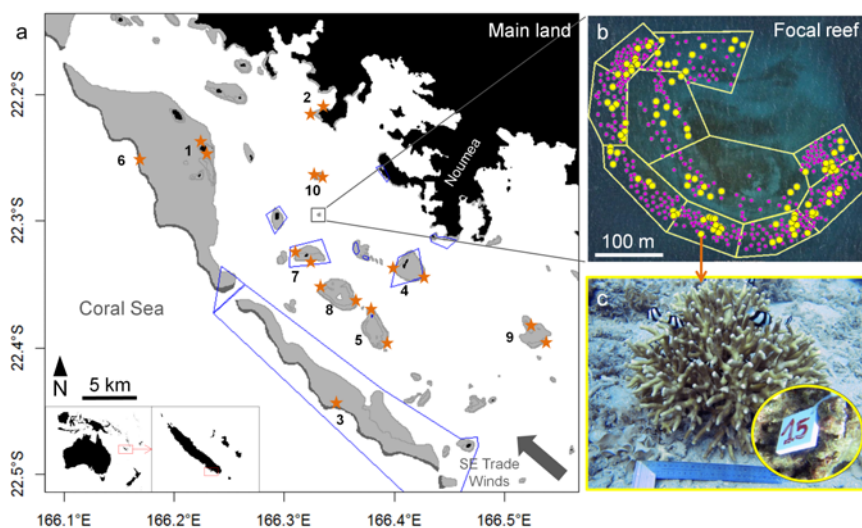 a
Main land
22.2°S
22.3°S
22.4°S
22.5°S
2
1
6
10
Noumea
7
4
8
5
9
3
Coral Sea
N
5 km
SE Trade
Winds
166.1°E
166.2°E
166.3°E
166.4°E
166.5°E
b
Focal reef
100 m
c
15